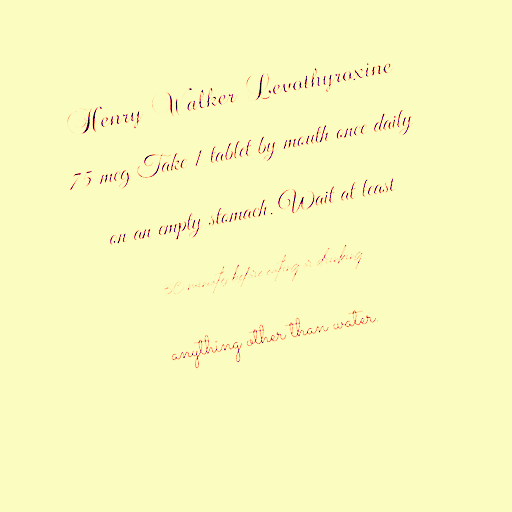 Henry Walker Levothyroxine
75 mcg Take 1 tablet by mouth once daily
on an empty stomach. Wait at least
minutes before eating or drinking
anything other than water